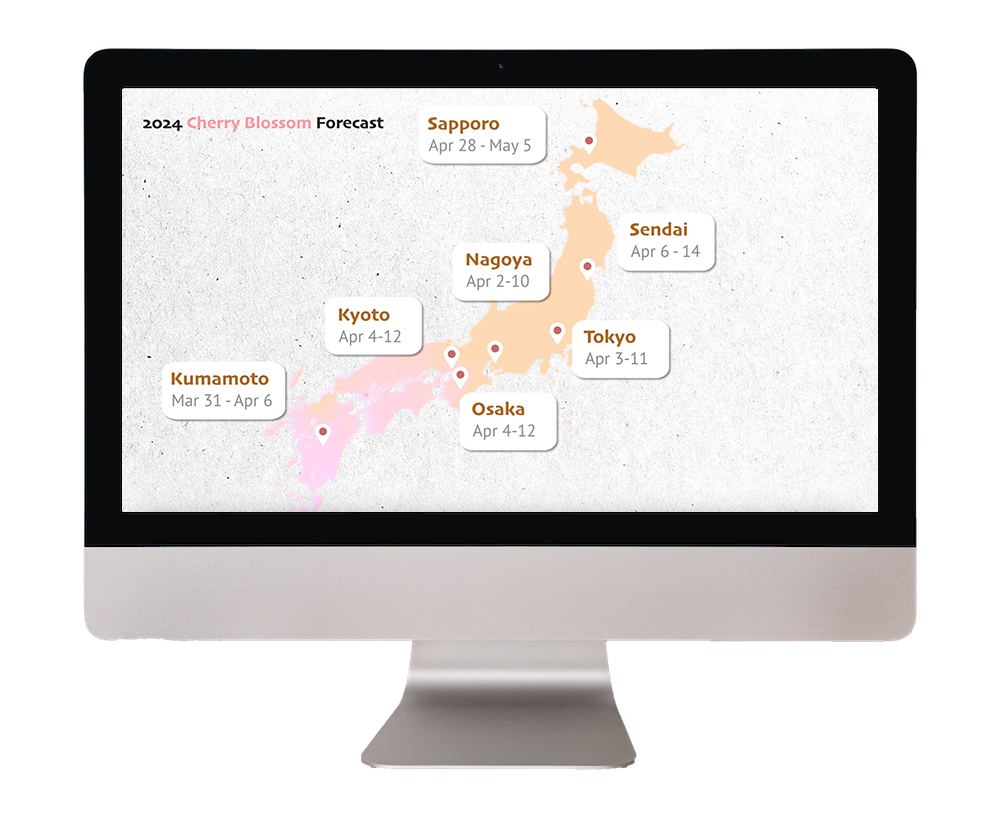 2024 Cherry Blossom Forecast
Sapporo
Apr 28 - May 5
Sendai
Apr 6 - 14
Nagoya
Apr 2-10
Kyoto
Apr 4-12
Tokyo
Apr 3-11
Kumamoto
Mar 31 - Apr 6
Osaka
Apr 4-12